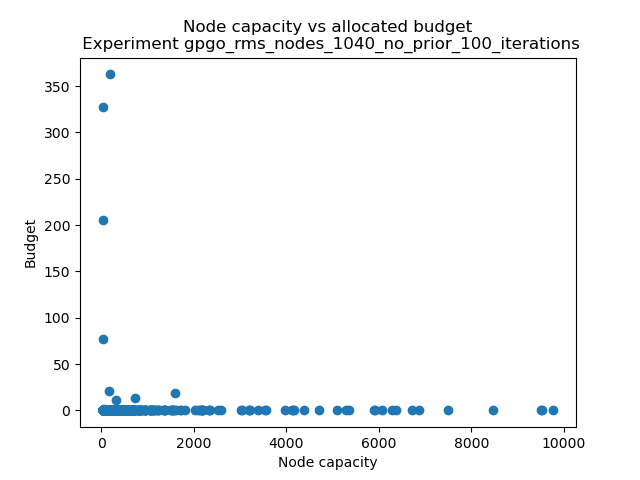 Node capacity vs allocated budget
Experiment gpgo_rms_nodes_1040_no_prior_100_iterations
350
300
250
200
150
100
50
0
Budget
0 2000 4000 6000 8000 10000
Node capacity